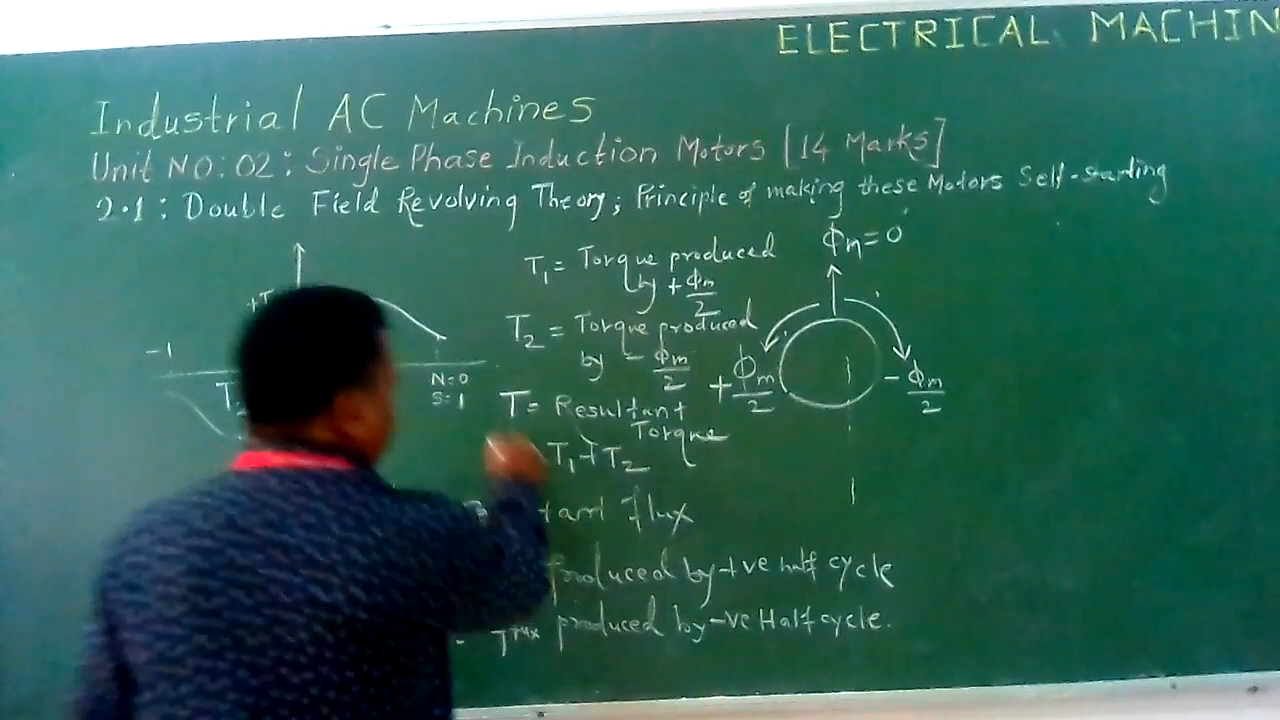 ELECTRICAL MACHIN
Industrial AC Machines
Unit NO: 02: Single Phase Induction Motors [14 Marks]
2.1: Double Field Revolving Theory; Principle of making these Motors Self-starting
+T
-1
T2
N=0
S=1
T1 = Torque produced
by + ϕm/2
T2 = Torque produced
by - ϕm/2
T = Resultant
Torque
T1+T2
flux
produced by +ve half cycle
produced by -ve Half cycle.
ϕm=0
+ ϕm/2
- ϕm/2